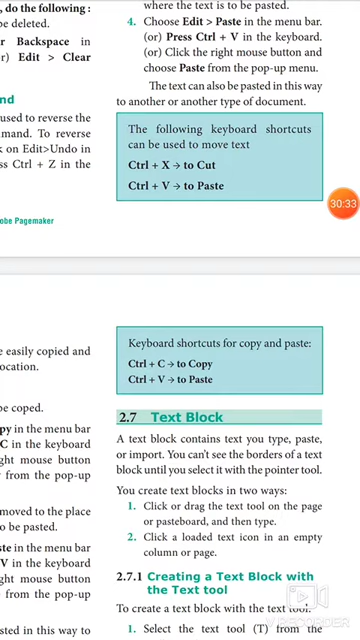 , do the following :
be deleted.
r Backspace in
r) Edit > Clear
nd
used to reverse the
mmand. To reverse
k on Edit>Undo in
ss Ctrl + Z in the
where the text is to be pasted.
4. Choose Edit > Paste in the menu bar.
(or) Press Ctrl + V in the keyboard.
(or) Click the right mouse button and
choose Paste from the pop-up menu.
The text can also be pasted in this way
to another or another type of document.
The following keyboard shortcuts
can be used to move text
Ctrl + X → to Cut
Ctrl + V → to Paste
30:33
obe Pagemaker
e easily copied and
ocation.
be coped.
py in the menu bar
C in the keyboard
ght mouse button
y from the pop-up
moved to the place
o be pasted.
ste in the menu bar
V in the keyboard
ght mouse button
e from the pop-up
sted in this way to
Keyboard shortcuts for copy and paste:
Ctrl + C → to Copy
Ctrl + V → to Paste
2.7 Text Block
A text block contains text you type, paste,
or import. You can't see the borders of a text
block until you select it with the pointer tool.
You create text blocks in two ways:
1. Click or drag the text tool on the page
or pasteboard, and then type.
2. Click a loaded text icon in an empty
column or page.
2.7.1 Creating a Text Block with
the Text tool
To create a text block with the text tool:
1. Select the text tool (T) from the
VRECORDER